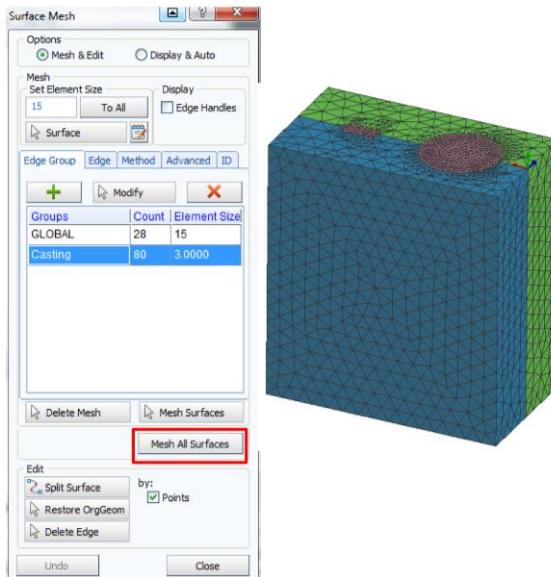 Surface Mesh
Options
Mesh & Edit Display & Auto
Mesh
Set Element Size Display
15 To All Edge Handles
Surface
Edge Group Edge Method Advanced ID
Modify
Groups Count Element Size
GLOBAL 28 15
Casting 80 3.0000
Delete Mesh Mesh Surfaces
Mesh All Surfaces
Edit
Split Surface by:
Points
Restore OrgGeom
Delete Edge
Undo Close